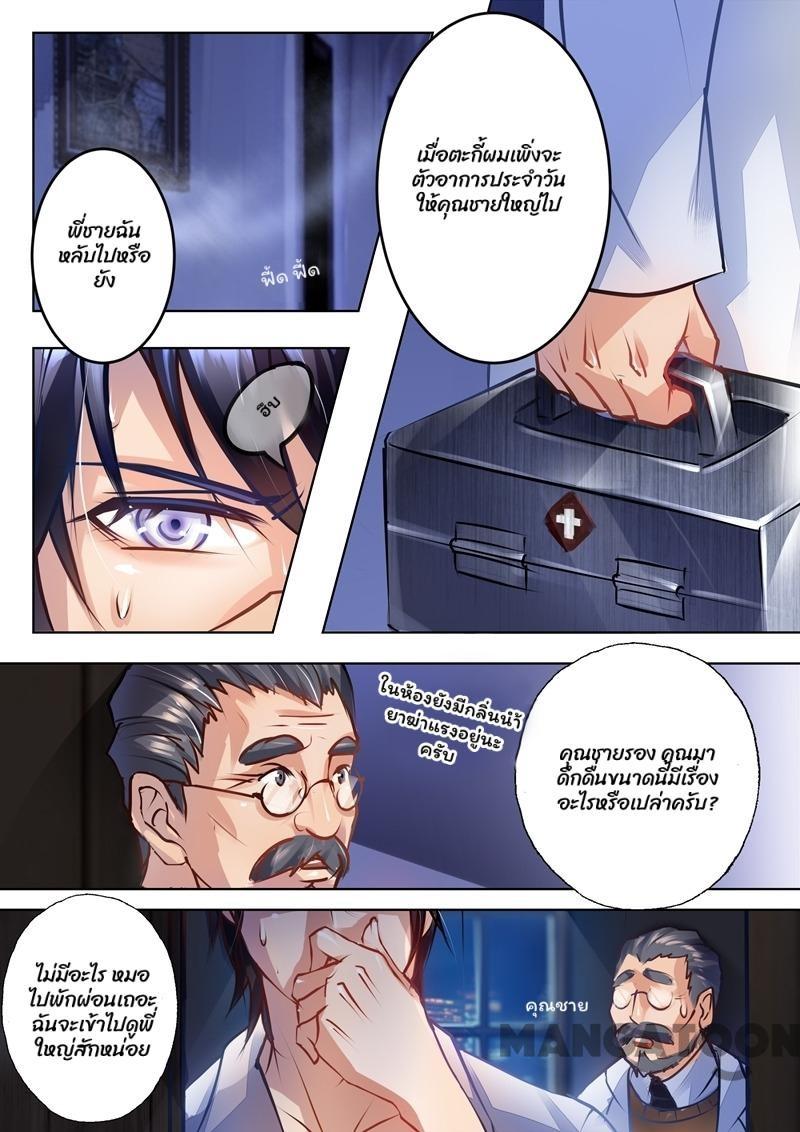 เมื่อตะกี้ผมเพิ่งจะ
ตัวอาการประจำวัน
ให้คุณชายใหญ่ไป
พี่ชายฉัน
หลับไปหรือ
ยัง
ฟี้ด ฟี้ด
อืบ
ในห้องยังมีกลิ่นนำ้
ยาฆ่าแรงอยู่นะ
ครับ
คุณชายรอง คุณมา
ดึกดื่นขนาดนี้มีเรื่อง
อะไรหรือเปล่าครับ?
ไม่มีอะไร หมอ
ไปพักผ่อนเถอะ
ฉันจะเข้าไปดูพี่
ใหญ่สักหน่อย
คุณชาย
MANGATOON